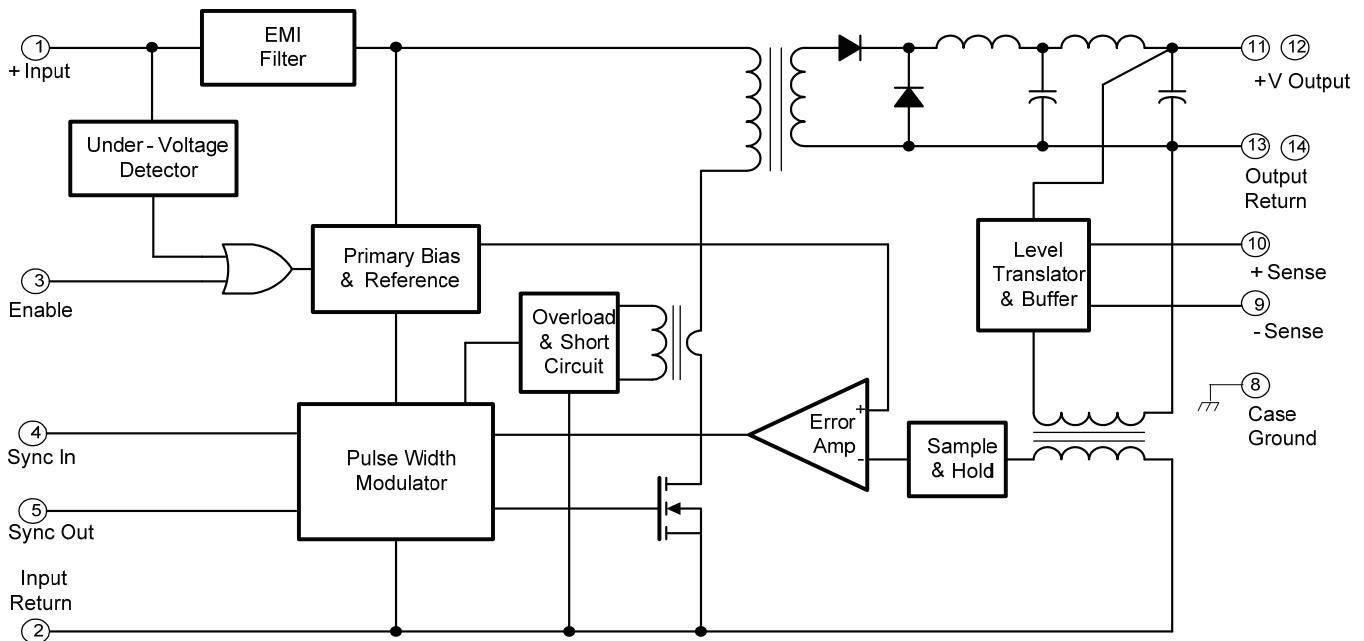 1
+ Input
EMI
Filter
11 12
+V Output
Under - Voltage
Detector
13 14
Output
Return
3
Enable
Primary Bias
& Reference
Level
Translator
& Buffer
10
+ Sense
9
- Sense
Overload
& Short
Circuit
8
Case
Ground
4
Sync In
Pulse Width
Modulator
Error
Amp
+
-
Sample
& Hold
5
Sync Out
Input
Return
2